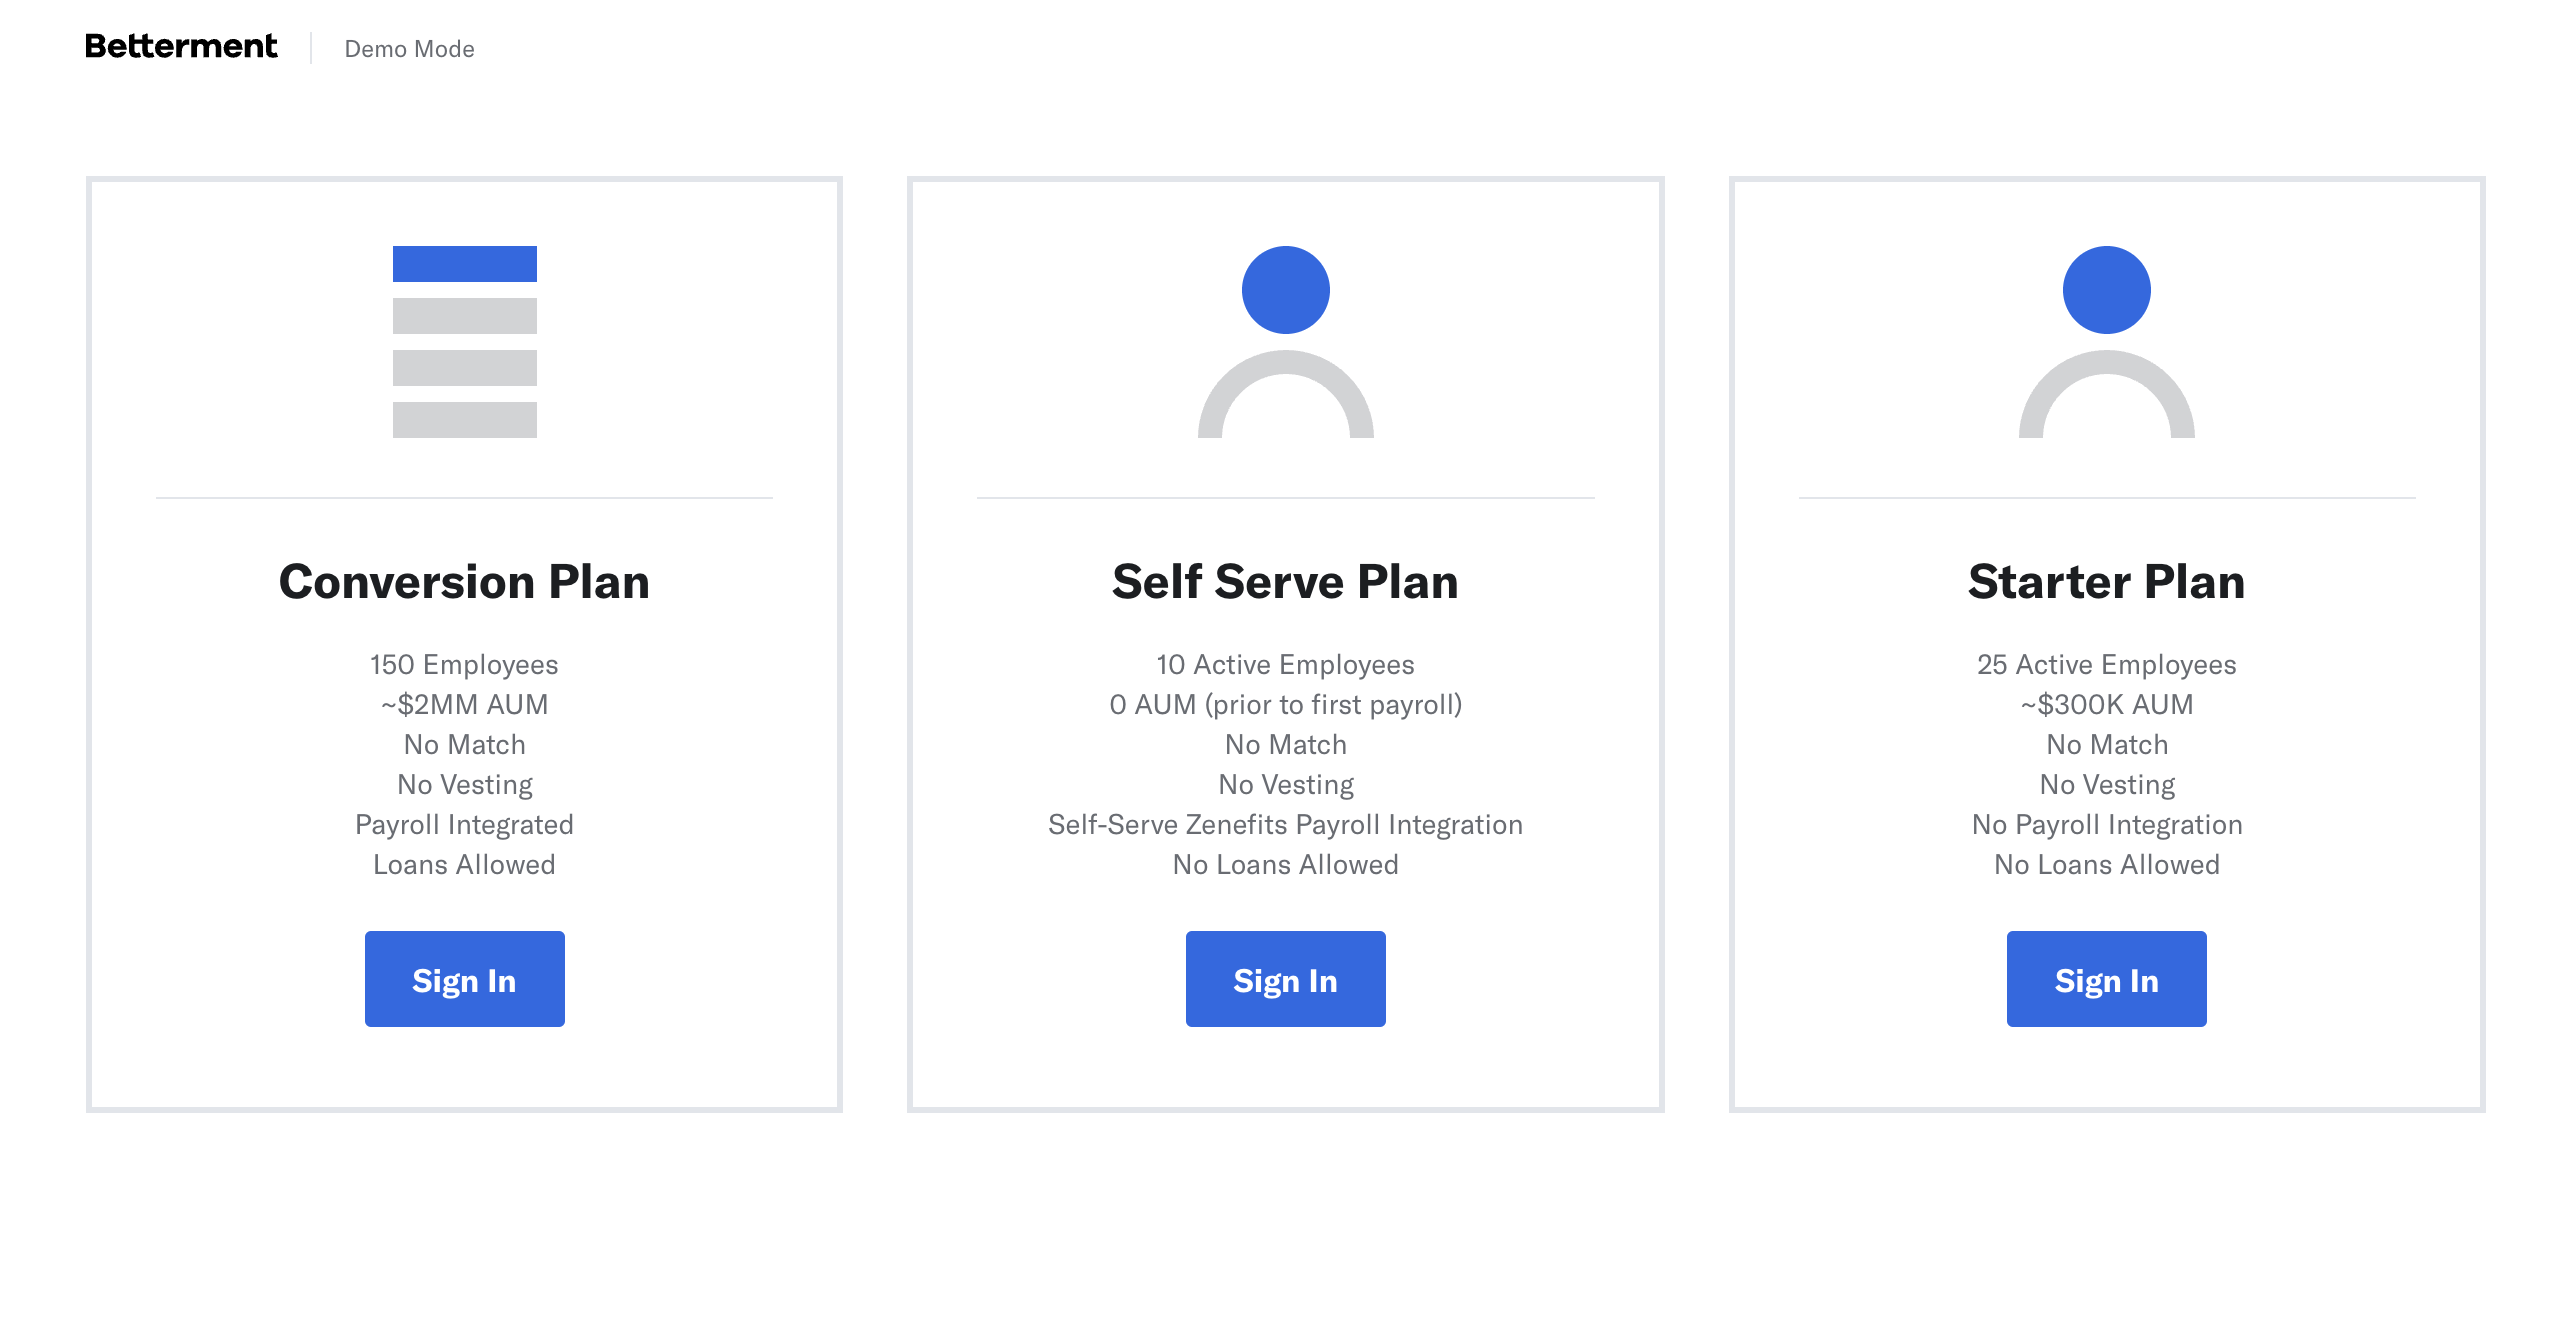 Betterment
Demo Mode
Conversion Plan
150 Employees
~$2MM AUM
No Match
No Vesting
Payroll Integrated
Loans Allowed
Sign In
Self Serve Plan
10 Active Employees
0 AUM (prior to first payroll)
No Match
No Vesting
Self-Serve Zenefits Payroll Integration
No Loans Allowed
Sign In
Starter Plan
25 Active Employees
~$300K AUM
No Match
No Vesting
No Payroll Integration
No Loans Allowed
Sign In